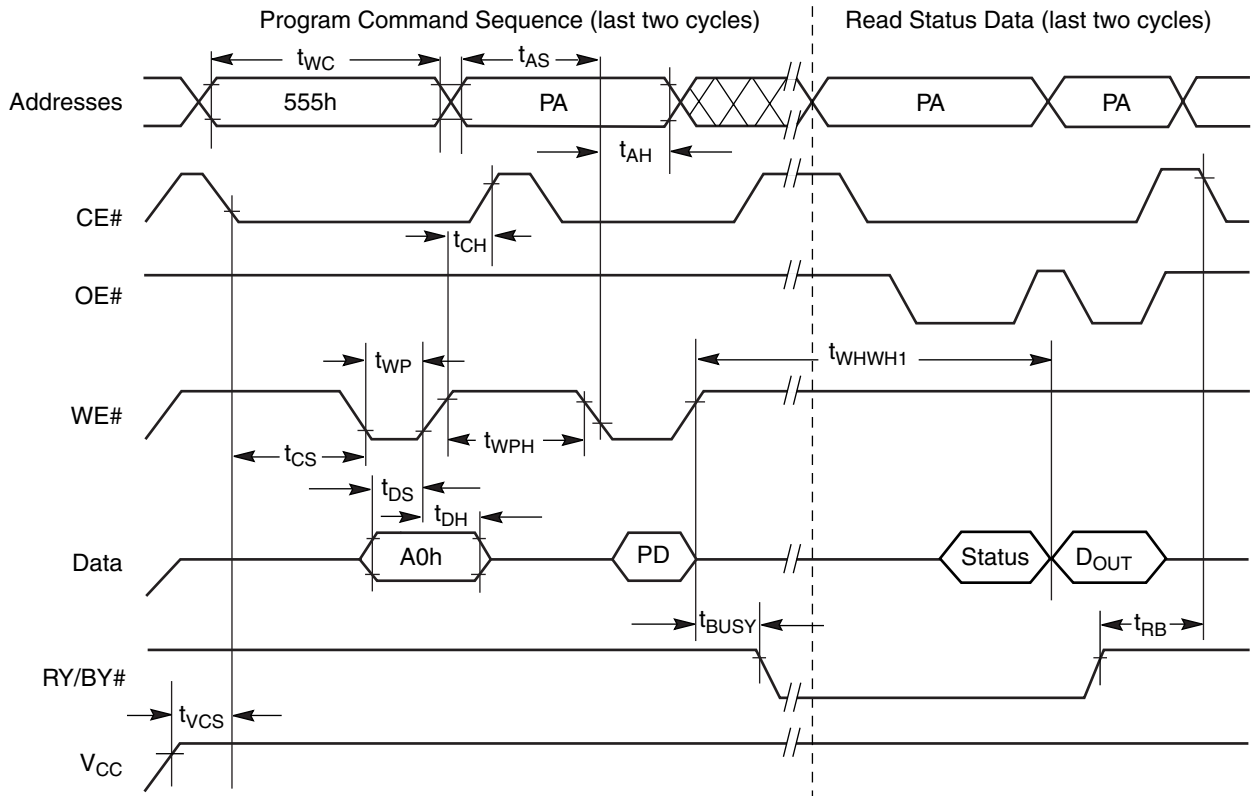 Program Command Sequence (last two cycles) Read Status Data (last two cycles)
tWC tAS
Addresses 555h PA PA PA
tAH
CE#
tCH
OE#
tWP tWHWH1
WE#
tCS tWPH
tDS
tDH
Data A0h PD Status DOUT
tBUSY tRB
RY/BY#
tVCS
VCC